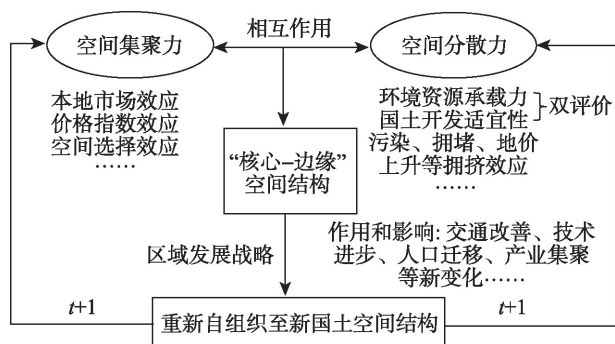 空间集聚力
相互作用
空间分散力
本地市场效应
价格指数效应
空间选择效应
……
环境资源承载力
国土开发适宜性
双评价
污染、拥堵、地价
上升等拥挤效应
……
“核心–边缘”
空间结构
区域发展战略
作用和影响: 交通改善、技术
进步、人口迁移、产业集聚
等新变化……
t+1
重新自组织至新国土空间结构
t+1